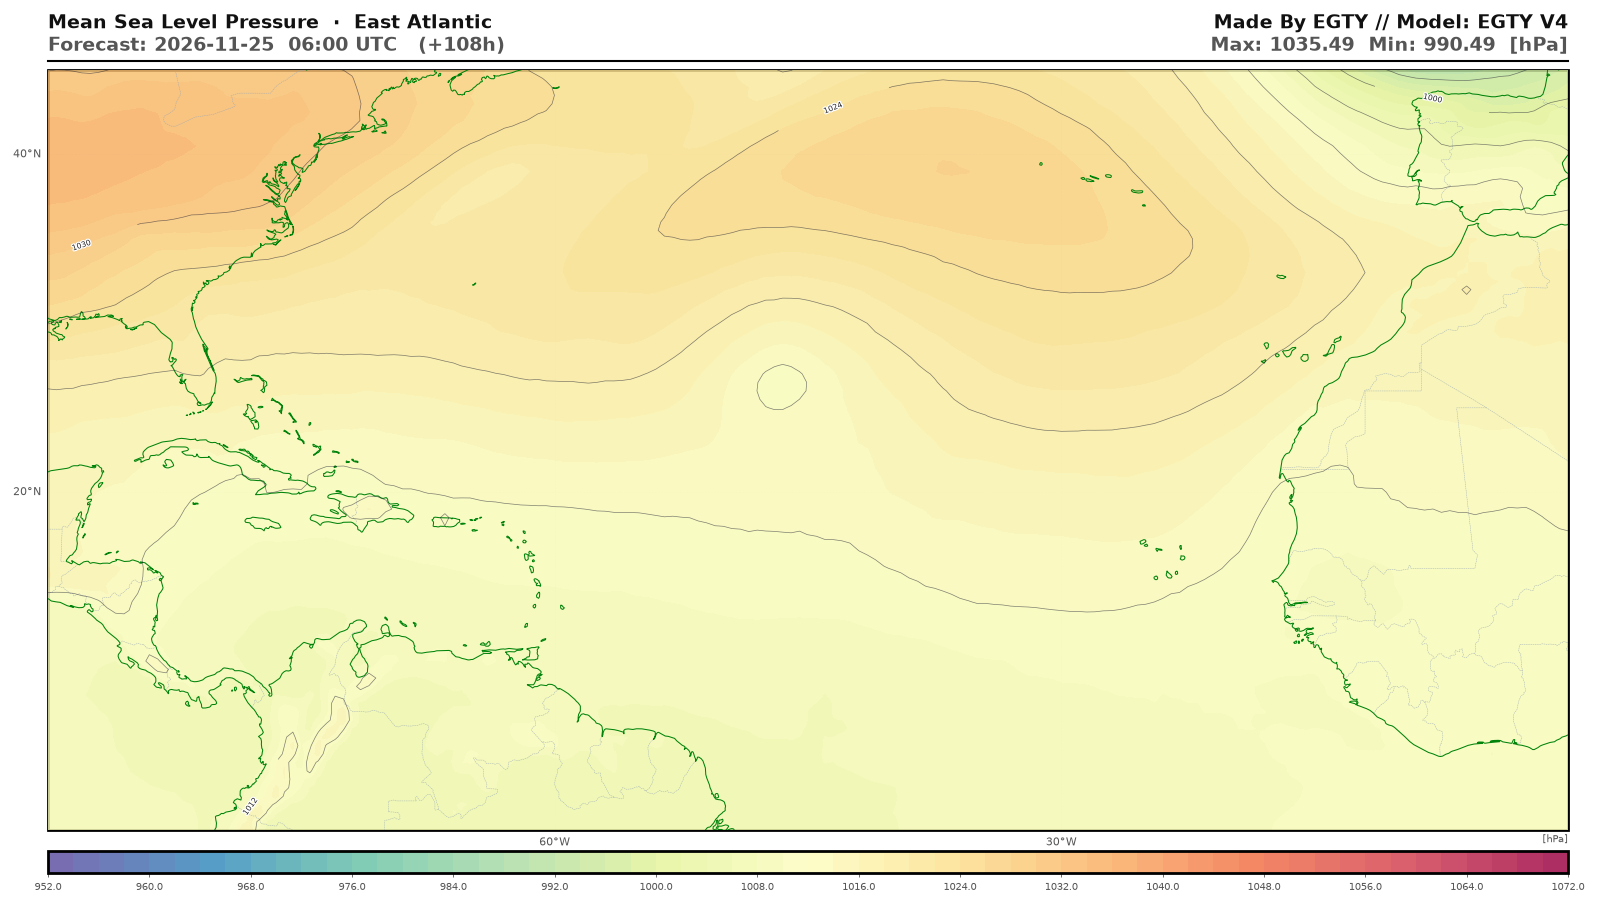 Mean Sea Level Pressure · East Atlantic
Made By EGTY // Model: EGTY V4
Forecast: 2026-11-25 06:00 UTC (+108h)
Max: 1035.49 Min: 990.49 [hPa]
1000
1024
40°N
1030
20°N
1012
60°W
30°W
[hPa]
952.0 960.0 968.0 976.0 984.0 992.0 1000.0 1008.0 1016.0 1024.0 1032.0 1040.0 1048.0 1056.0 1064.0 1072.0